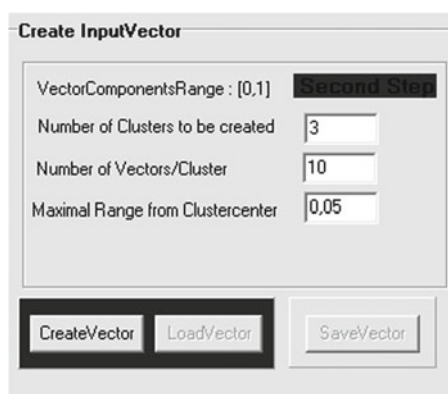 Create InputVector
VectorComponentsRange : [0,1] Second Step
Number of Clusters to be created 3
Number of Vectors/Cluster 10
Maximal Range from Clustercenter 0,05
CreateVector LoadVector SaveVector